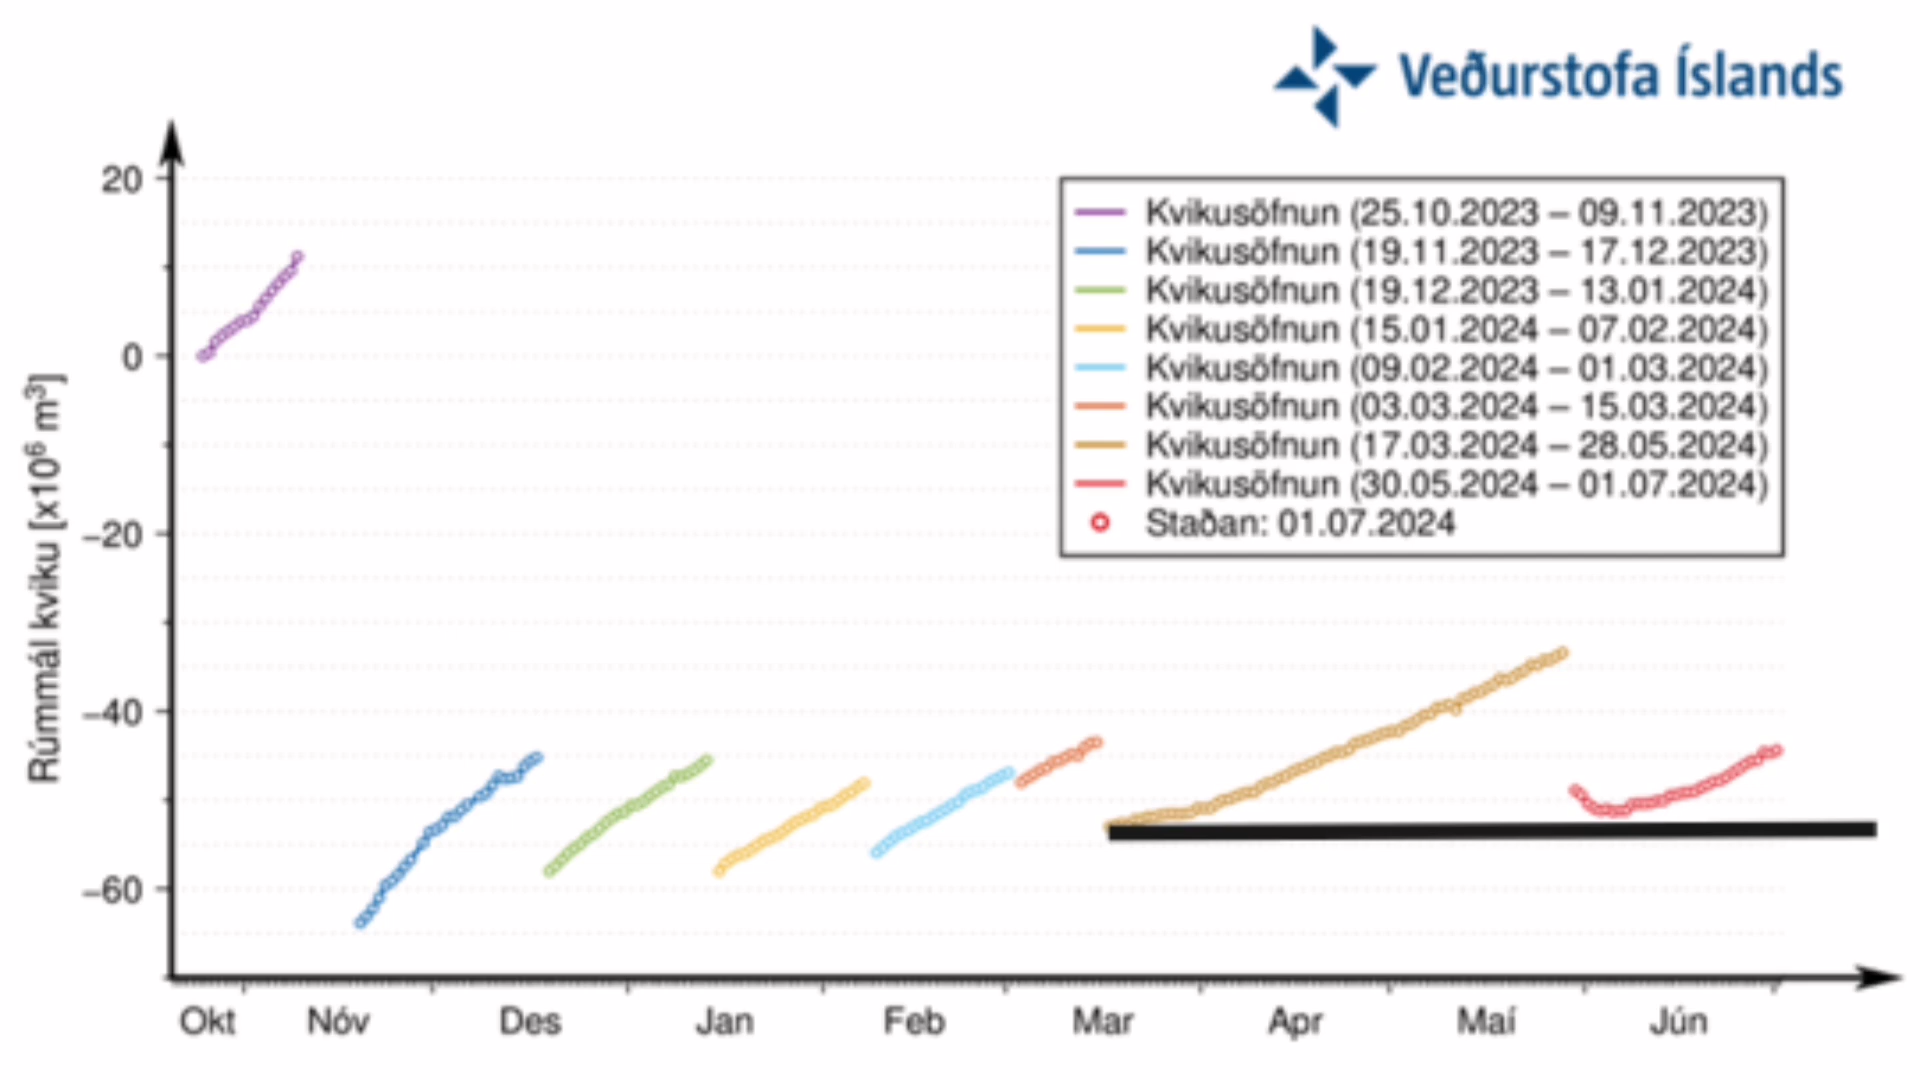 Veðurstofa Íslands
Rúmmál kviku [x10⁶ m³]
20
0
−20
−40
−60
Kvikusöfnun (25.10.2023 – 09.11.2023)
Kvikusöfnun (19.11.2023 – 17.12.2023)
Kvikusöfnun (19.12.2023 – 13.01.2024)
Kvikusöfnun (15.01.2024 – 07.02.2024)
Kvikusöfnun (09.02.2024 – 01.03.2024)
Kvikusöfnun (03.03.2024 – 15.03.2024)
Kvikusöfnun (17.03.2024 – 28.05.2024)
Kvikusöfnun (30.05.2024 – 01.07.2024)
Staðan: 01.07.2024
Okt Nóv Des Jan Feb Mar Apr Maí Jún